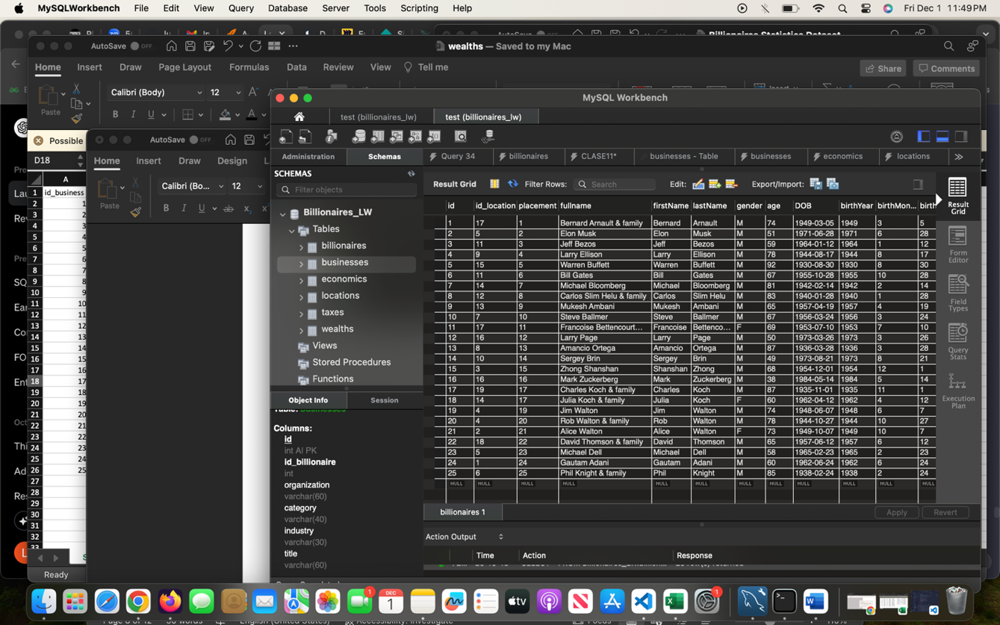 MySQLWorkbench File Edit View Query Database Server Tools Scripting Help Fri Dec 1 11:49PM
AutoSave OFF wealths — Saved to my Mac
Home Insert Draw Page Layout Formulas Data Review View Tell me Share Comments
Paste Calibri (Body) 12
B I U
Possible
D18
A
1 id_business
2 1
3 2
4 3
5 4
6 5
7 6
8 7
9 8
10 9
11 10
12 11
13 12
14 13
15 14
16 15
17 16
18 17
19 18
20 19
21 20
22 21
23 22
24 23
25 24
26 25
27
28
29
30
31
32
33
Ready
AutoSave OFF
Home Insert Draw Design
Paste Calibri (Bo... 12
B I U
MySQL Workbench
test (billionaires_lw) test (billionaires_lw)
Administration Schemas Query 34 billionaires CLASE11* businesses - Table businesses economics locations
SCHEMAS
Filter objects
Billionaires_LW
Tables
billionaires
businesses
economics
locations
taxes
wealths
Views
Stored Procedures
Functions
Object Info Session
Table: businesses
Columns:
id
int AI PK
id_billionaire
int
organization
varchar(60)
category
varchar(40)
industry
varchar(30)
title
varchar(60)
Result Grid Filter Rows: Search Edit: Export/Import:
id id_location placement fullname firstName lastName gender age DOB birthYear birthMon... birth
1 17 1 Bernard Arnault & family Bernard Arnault M 74 1949-03-05 1949 3 5
2 5 2 Elon Musk Elon Musk M 51 1971-06-28 1971 6 28
3 11 3 Jeff Bezos Jeff Bezos M 59 1964-01-12 1964 1 12
4 9 4 Larry Ellison Larry Ellison M 78 1944-08-17 1944 8 17
5 15 5 Warren Buffett Warren Buffett M 92 1930-08-30 1930 8 30
6 11 6 Bill Gates Bill Gates M 67 1955-10-28 1955 10 28
7 14 7 Michael Bloomberg Michael Bloomberg M 81 1942-02-14 1942 2 14
8 12 8 Carlos Slim Helu & family Carlos Slim Helu M 83 1940-01-28 1940 1 28
9 13 9 Mukesh Ambani Mukesh Ambani M 65 1957-04-19 1957 4 19
10 7 10 Steve Ballmer Steve Ballmer M 67 1956-03-24 1956 3 24
11 17 11 Francoise Bettencourt... Francoise Bettenco... F 69 1953-07-10 1953 7 10
12 16 12 Larry Page Larry Page M 50 1973-03-26 1973 3 26
13 8 13 Amancio Ortega Amancio Ortega M 87 1936-03-28 1936 3 28
14 10 14 Sergey Brin Sergey Brin M 49 1973-08-21 1973 8 21
15 3 15 Zhong Shanshan Shanshan Zhong M 68 1954-12-01 1954 12 1
16 16 16 Mark Zuckerberg Mark Zuckerberg M 38 1984-05-14 1984 5 14
17 19 17 Charles Koch & family Charles Koch M 87 1935-11-01 1935 11 1
18 14 17 Julia Koch & family Julia Koch F 60 1962-04-12 1962 4 12
19 4 19 Jim Walton Jim Walton M 74 1948-06-07 1948 6 7
20 4 20 Rob Walton & family Rob Walton M 78 1944-10-27 1944 10 27
21 2 21 Alice Walton Alice Walton F 73 1949-10-07 1949 10 7
22 18 22 David Thomson & family David Thomson M 65 1957-06-12 1957 6 12
23 5 23 Michael Dell Michael Dell M 58 1965-02-23 1965 2 23
24 1 24 Gautam Adani Gautam Adani M 60 1962-06-24 1962 6 24
25 6 25 Phil Knight & family Phil Knight M 85 1938-02-24 1938 2 24
NULL NULL NULL NULL NULL NULL NULL NULL NULL NULL NULL NULL
Result Grid
Form Editor
Field Types
Query Stats
Execution Plan
billionaires 1 Apply Revert
Action Output
Time Action Response
DEC 1